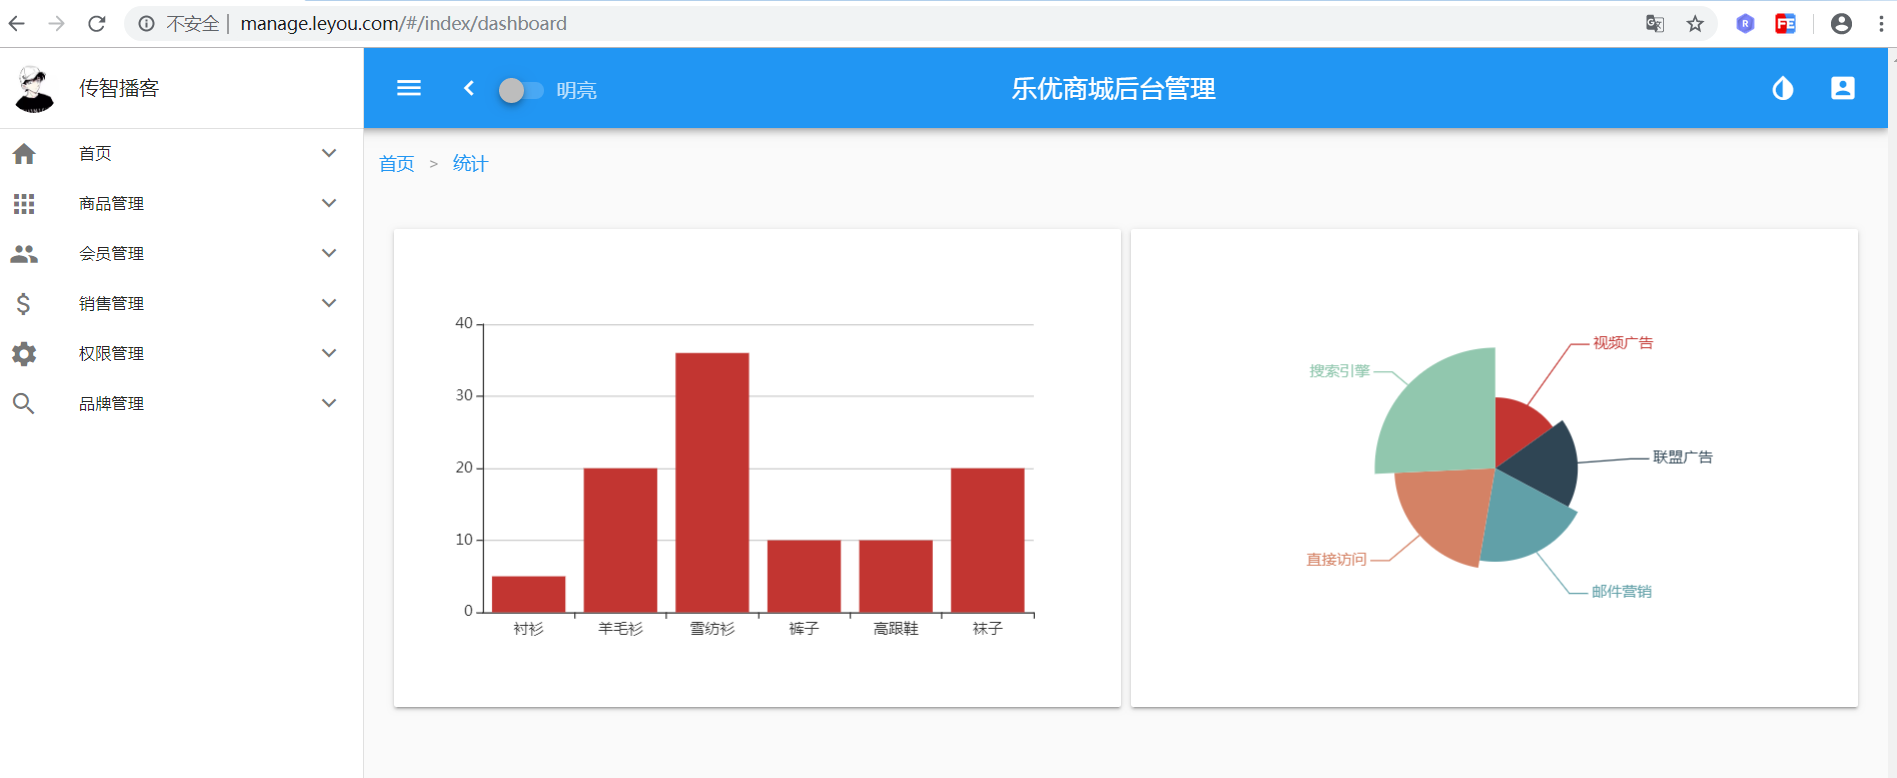 不安全 | manage.leyou.com/#/index/dashboard
传智播客
明亮
乐优商城后台管理
首页
商品管理
会员管理
销售管理
权限管理
品牌管理
首页 > 统计
40
30
20
10
0
衬衫 羊毛衫 雪纺衫 裤子 高跟鞋 袜子
视频广告
搜索引擎
联盟广告
直接访问
邮件营销